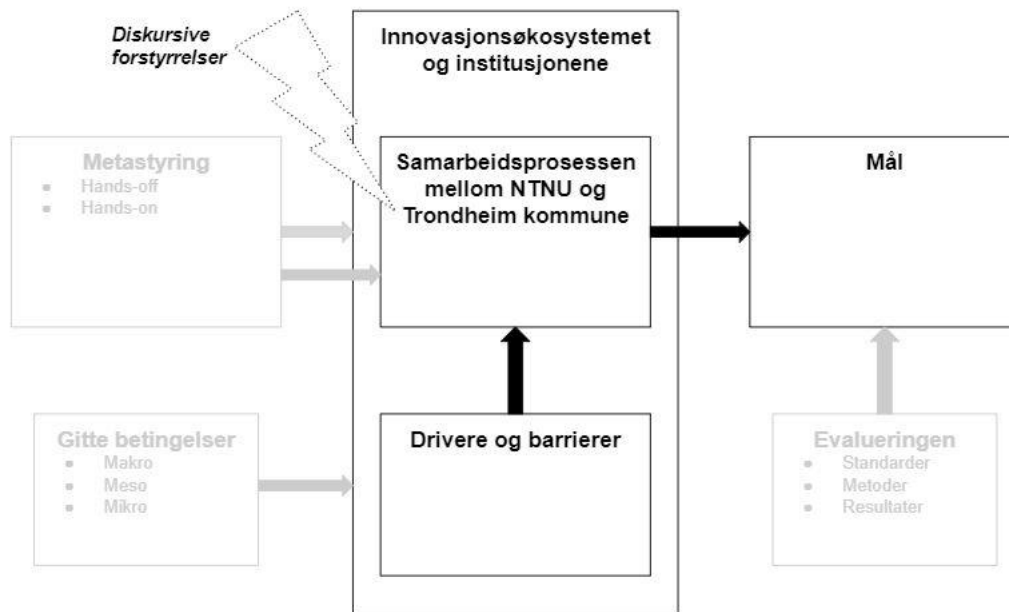 Diskursive
forstyrrelser
Innovasjonsøkosystemet
og institusjonene
Metastyring
Hands-off
Hands-on
Samarbeidsprosessen
mellom NTNU og
Trondheim kommune
Mål
Gitte betingelser
Makro
Meso
Mikro
Drivere og barrierer
Evalueringen
Standarder
Metoder
Resultater